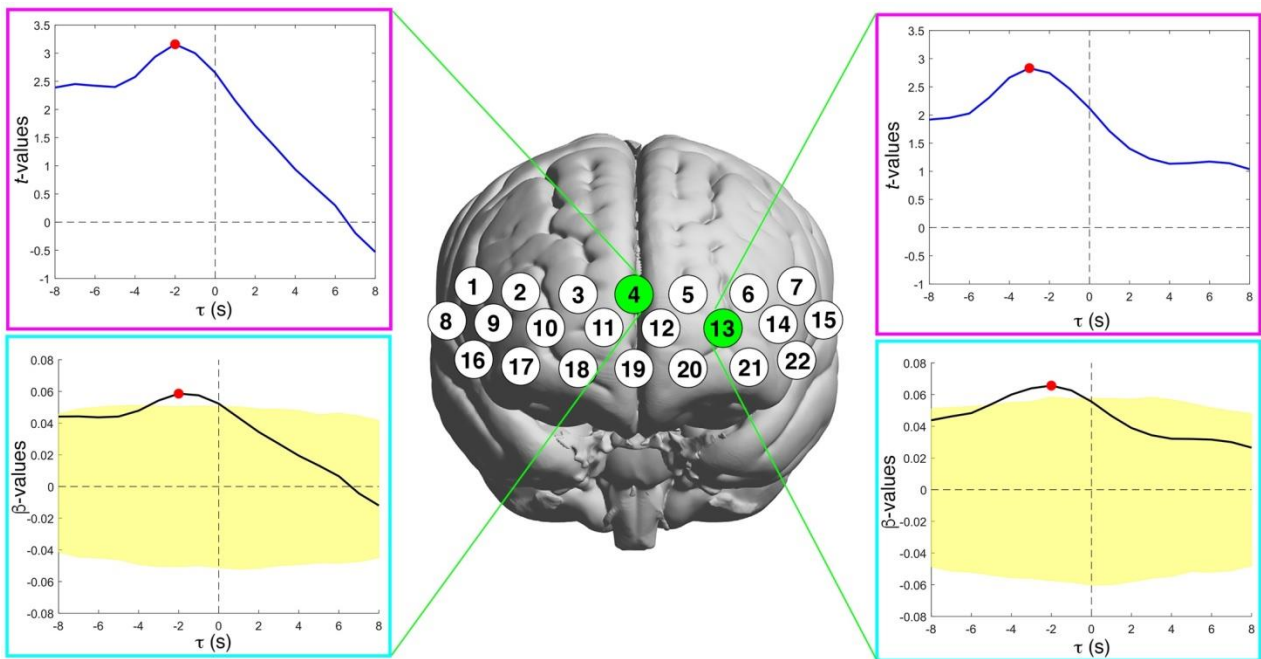 3.5
3
2.5
2
1.5
1
0.5
0
-0.5
-1
t-values
-8 -6 -4 -2 0 2 4 6 8
τ (s)
0.08
0.06
0.04
0.02
0
-0.02
-0.04
-0.06
-0.08
β-values
-8 -6 -4 -2 0 2 4 6 8
τ (s)
1 2 3 4 5 6 7
8 9 10 11 12 13 14 15
16 17 18 19 20 21 22
3.5
3
2.5
2
1.5
1
0.5
0
-0.5
-1
t-values
-8 -6 -4 -2 0 2 4 6 8
τ (s)
0.08
0.06
0.04
0.02
0
-0.02
-0.04
-0.06
-0.08
β-values
-8 -6 -4 -2 0 2 4 6 8
τ (s)